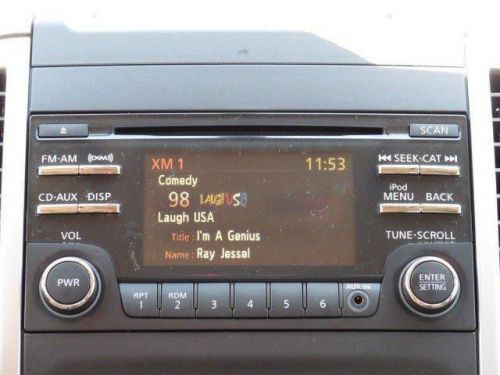 SCAN
FM·AM
XM
XM 1
11:53
SEEK·CAT
Comedy
98 LAUGH USA
CD·AUX DISP
iPod
MENU BACK
Laugh USA
VOL
TUNE·SCROLL
Title : I'm A Genius
Name : Ray Jessel
PWR
ENTER
SETTING
RPT
1
RDM
2
3
4
5
6
AUX IN